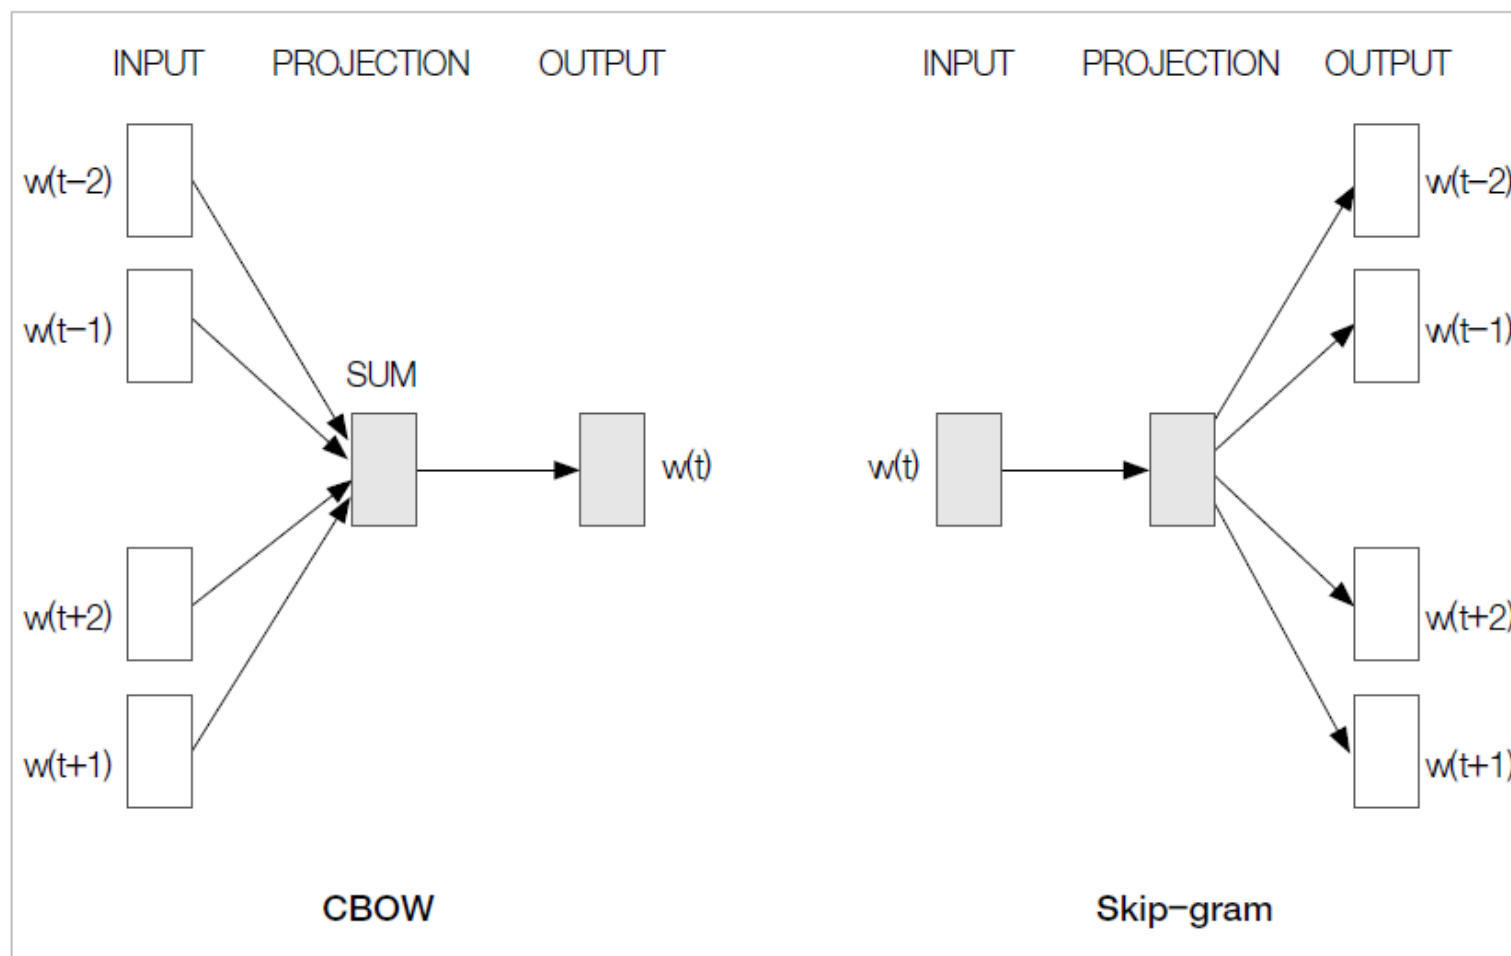 INPUT PROJECTION OUTPUT
w(t-2)
w(t-1)
SUM
w(t)
w(t+2)
w(t+1)
CBOW
INPUT PROJECTION OUTPUT
w(t-2)
w(t-1)
w(t)
w(t+2)
w(t+1)
Skip-gram